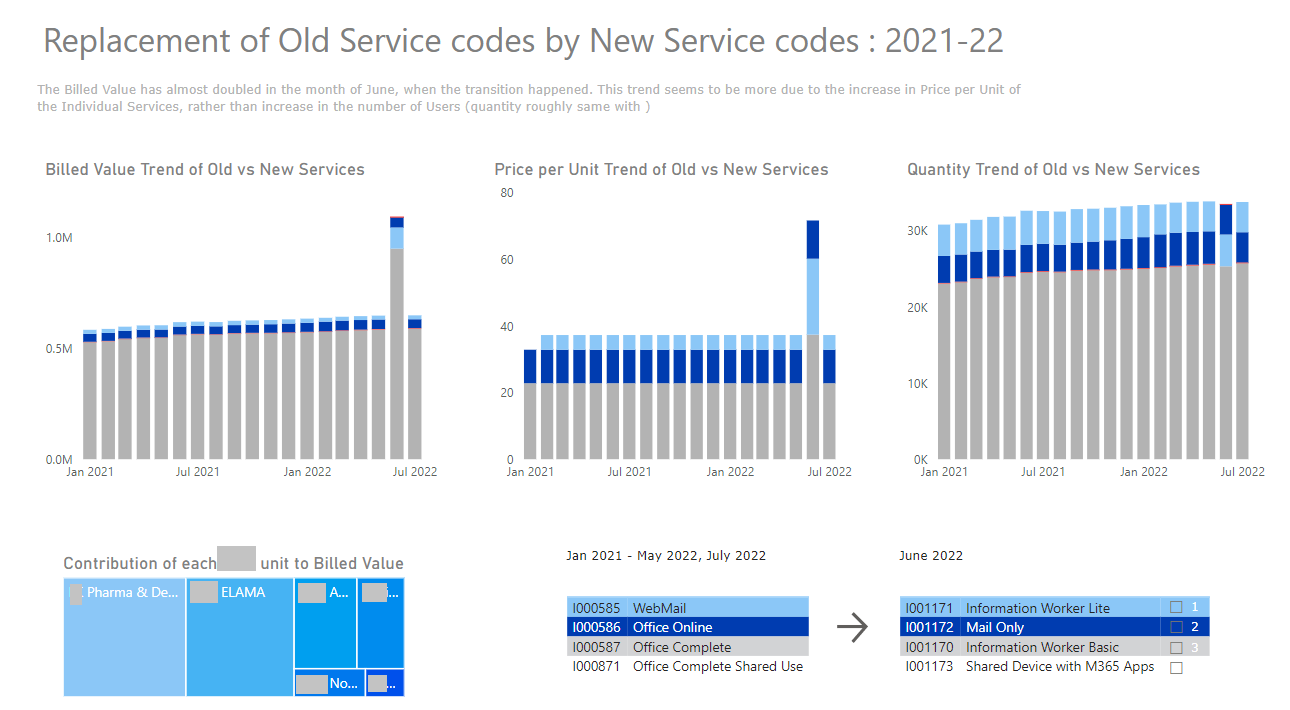 Replacement of Old Service codes by New Service codes : 2021-22
The Billed Value has almost doubled in the month of June, when the transition happened. This trend seems to be more due to the increase in Price per Unit of
the Individual Services, rather than increase in the number of Users (quantity roughly same with )
Billed Value Trend of Old vs New Services
1.0M
0.5M
0.0M
Jan 2021 Jul 2021 Jan 2022 Jul 2022
Price per Unit Trend of Old vs New Services
80
60
40
20
0
Jan 2021 Jul 2021 Jan 2022 Jul 2022
Quantity Trend of Old vs New Services
30K
20K
10K
0K
Jan 2021 Jul 2021 Jan 2022 Jul 2022
Contribution of each unit to Billed Value
Pharma & De...
ELAMA
A...
...
No...
...
Jan 2021 - May 2022, July 2022
I000585 WebMail
I000586 Office Online
I000587 Office Complete
I000871 Office Complete Shared Use
June 2022
I001171 Information Worker Lite 1
I001172 Mail Only 2
I001170 Information Worker Basic 3
I001173 Shared Device with M365 Apps